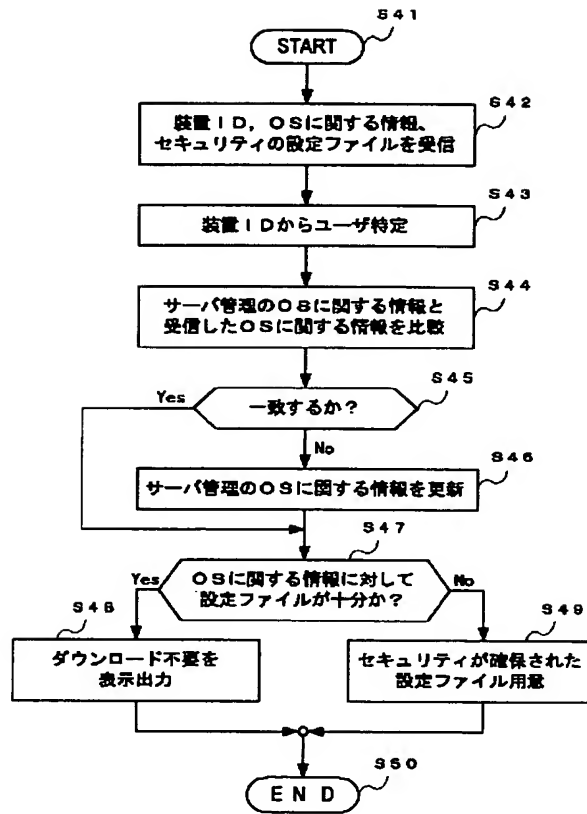 S41
START
S42
装置ID,OSに関する情報、
セキュリティの設定ファイルを受信
S43
装置IDからユーザ特定
S44
サーバ管理のOSに関する情報と
受信したOSに関する情報を比較
S45
Yes
一致するか？
No
S46
サーバ管理のOSに関する情報を更新
S47
Yes
OSに関する情報に対して
設定ファイルが十分か？
No
S48
ダウンロード不要を
表示出力
S49
セキュリティが確保された
設定ファイル用意
S50
END